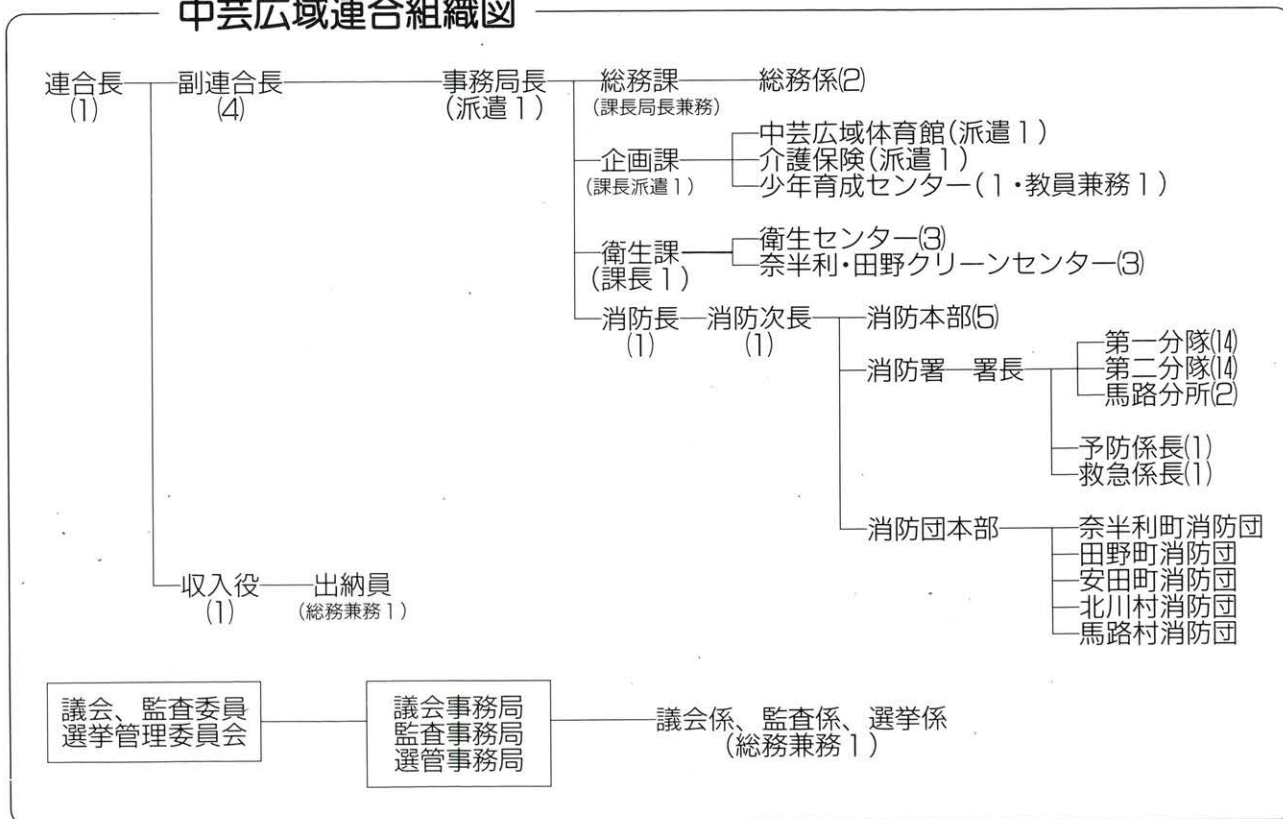 中芸広域連合組織図
連合長 副連合長 事務局長 総務課 総務係(2)
(1) (4) (派遣1) (課長局長兼務)
中芸広域体育館(派遣1)
企画課 介護保険(派遣1)
(課長派遣1) 少年育成センター(1・教員兼務1)
衛生センター(3)
衛生課 奈半利・田野クリーンセンター(3)
(課長1)
消防長 消防次長 消防本部(5)
(1) (1)
第一分隊(14)
消防署 署長 第二分隊(14)
馬路分所(2)
予防係長(1)
救急係長(1)
消防団本部 奈半利町消防団
田野町消防団
収入役 出納員 安田町消防団
(1) (総務兼務1) 北川村消防団
馬路村消防団
議会、監査委員
選挙管理委員会
議会事務局
監査事務局
選管事務局
議会係、監査係、選挙係
(総務兼務1)